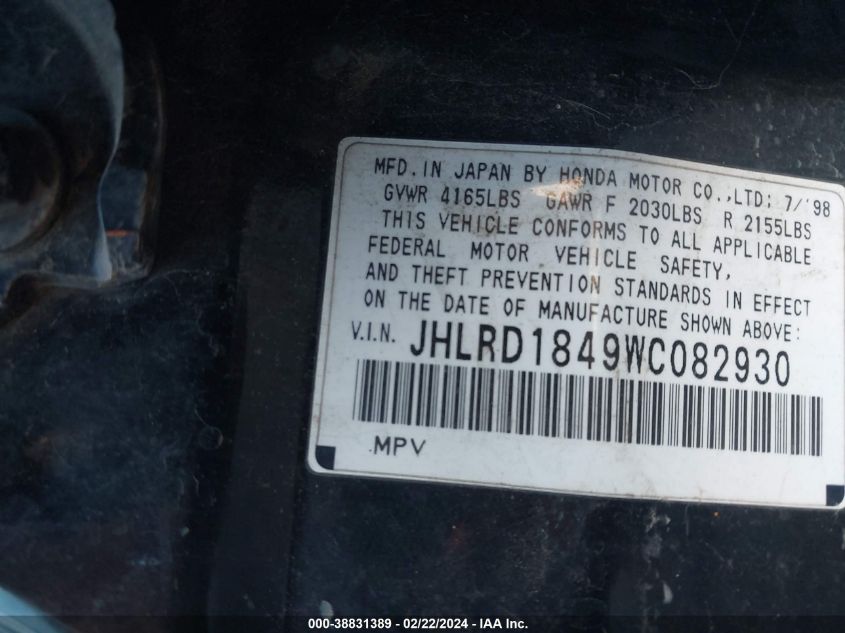 MFD. IN JAPAN BY HONDA MOTOR CO.,LTD; 7/'98
GVWR 4165LBS GAWR F 2030LBS R 2155LBS
THIS VEHICLE CONFORMS TO ALL APPLICABLE
FEDERAL MOTOR VEHICLE SAFETY,
AND THEFT PREVENTION STANDARDS IN EFFECT
ON THE DATE OF MANUFACTURE SHOWN ABOVE:
V.I.N. JHLRD1849WC082930
MPV
000-38831389 - 02/22/2024 - IAA Inc.